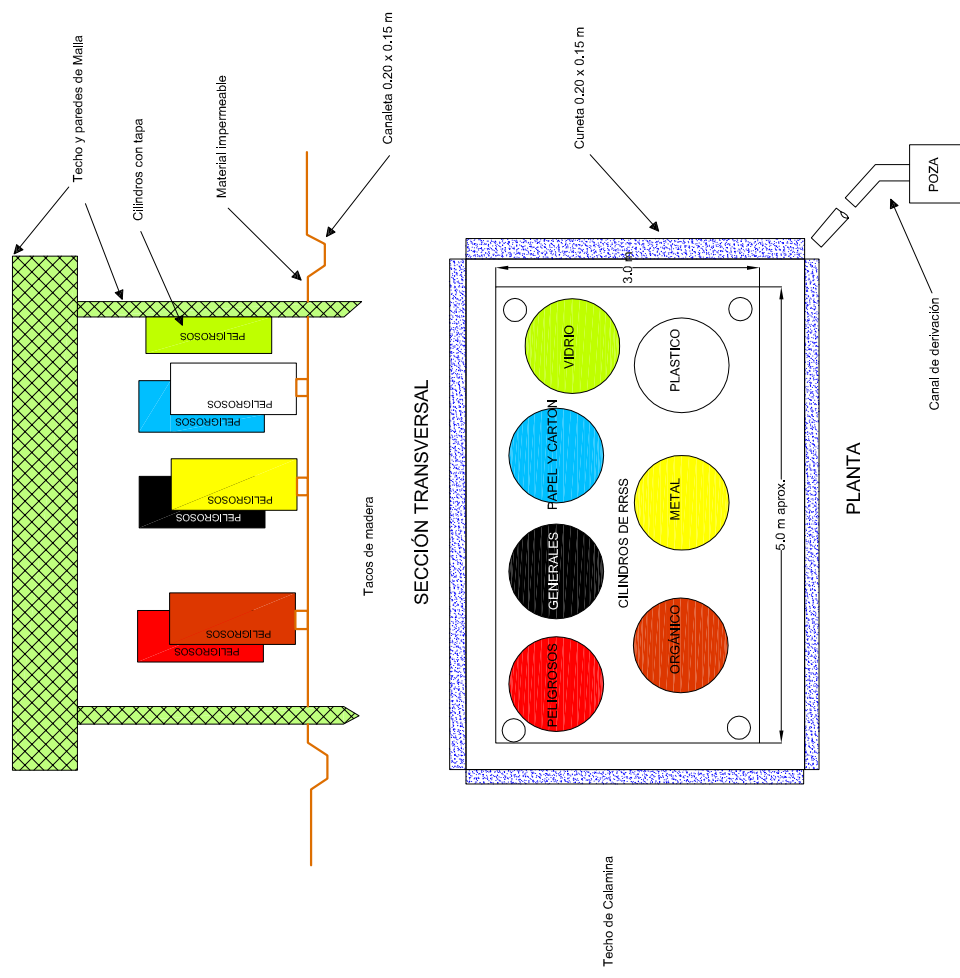 Techo y paredes de Malla
Cilindros con tapa
Material impermeable
Canaleta 0.20 x 0.15 m
PELIGROSOS
PELIGROSOS
PELIGROSOS
PELIGROSOS
PELIGROSOS
PELIGROSOS
PELIGROSOS
Tacos de madera
SECCIÓN TRANSVERSAL
Cuneta 0.20 x 0.15 m
3.0 m
PELIGROSOS
GENERALES
PAPEL Y CARTON
VIDRIO
CILINDROS DE RRSS
ORGÁNICO
METAL
PLASTICO
5.0 m aprox.
POZA
Canal de derivación
PLANTA
Techo de Calamina